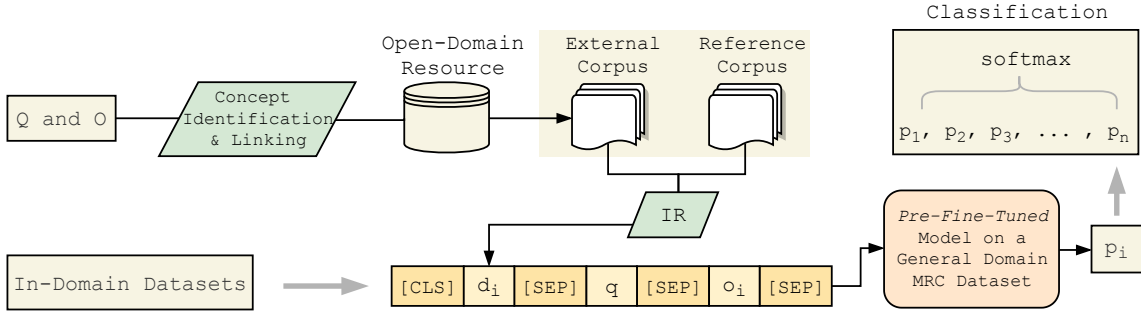 Classification
Open-Domain
Resource
External
Corpus
Reference
Corpus
softmax
Q and O
Concept
Identification
& Linking
p1, p2, p3, ... , pn
IR
Pre-Fine-Tuned
Model on a
General Domain
MRC Dataset
pi
In-Domain Datasets
[CLS] di [SEP] q [SEP] oi [SEP]